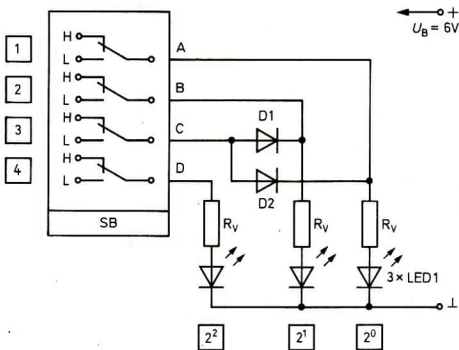 +
U_B = 6V
1
H
L
A
2
H
L
B
3
H
L
C
D1
4
H
L
D
D2
SB
R_V
R_V
R_V
3 × LED1
⊥
2²
2¹
2⁰